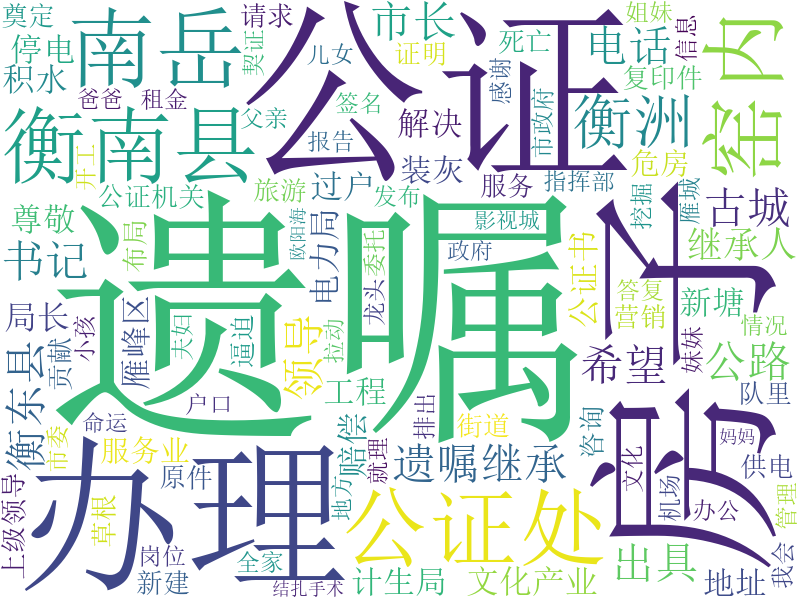 奠定
停电
积水
爸爸
租金
南岳
请求
契证
儿女
父亲
公证
市长
证明
签名
报告
解决
死亡
感谢
市政府
姐妹
电话
信息
复印件
窑内
衡南县
衡洲
开工
公证机关
旅游
过户
装灰
服务
发布
指挥部
危房
挖掘
雁城
尊敬
书记
布局
欧阳海
影视城
政府
古城
继承人
遗嘱
房子
局长
小孩
雁峰区
夫妇
逼迫
领导
电力局
拉动
龙头
委托
公证书
答复
营销
新塘
情况
妹妹
希望
公路
队里
衡东县
贡献
命运
户口
工程
赔偿
就理
街道
排出
咨询
文化
妈妈
供电
市委
服务业
原件
地方
遗嘱继承
机场
办公
管理
上级领导
草根
办理
公证处
岗位
新建
全家
结扎手术
计生局
文化产业
出具
地址
我会